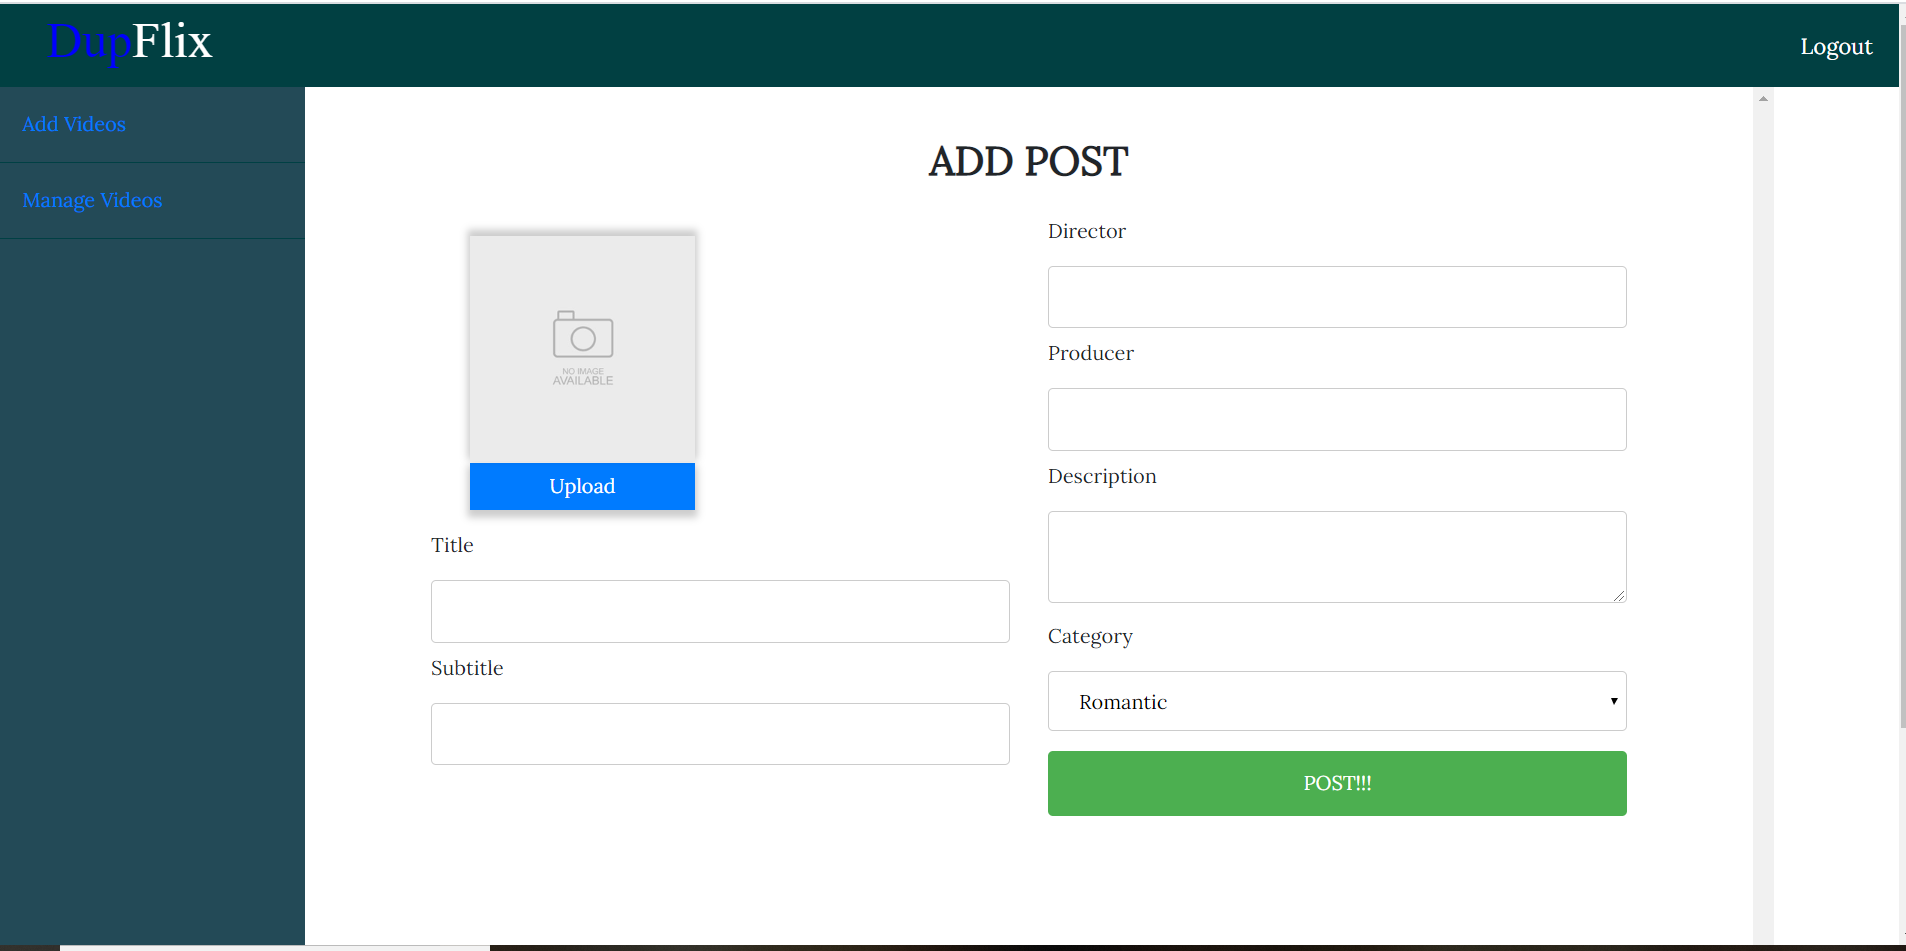 DupFlix
Logout
Add Videos
Manage Videos
ADD POST
NO IMAGE
AVAILABLE
Upload
Title
Subtitle
Director
Producer
Description
Category
Romantic
POST!!!